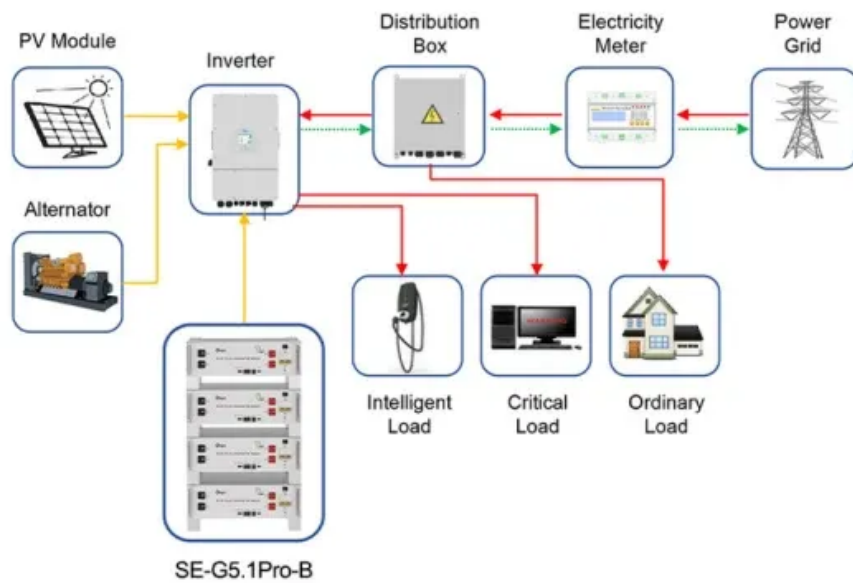 PV Module
Inverter
Distribution
Box
Electricity
Meter
Power
Grid
Alternator
Intelligent
Load
Critical
Load
Ordinary
Load
SE-G5.1Pro-B